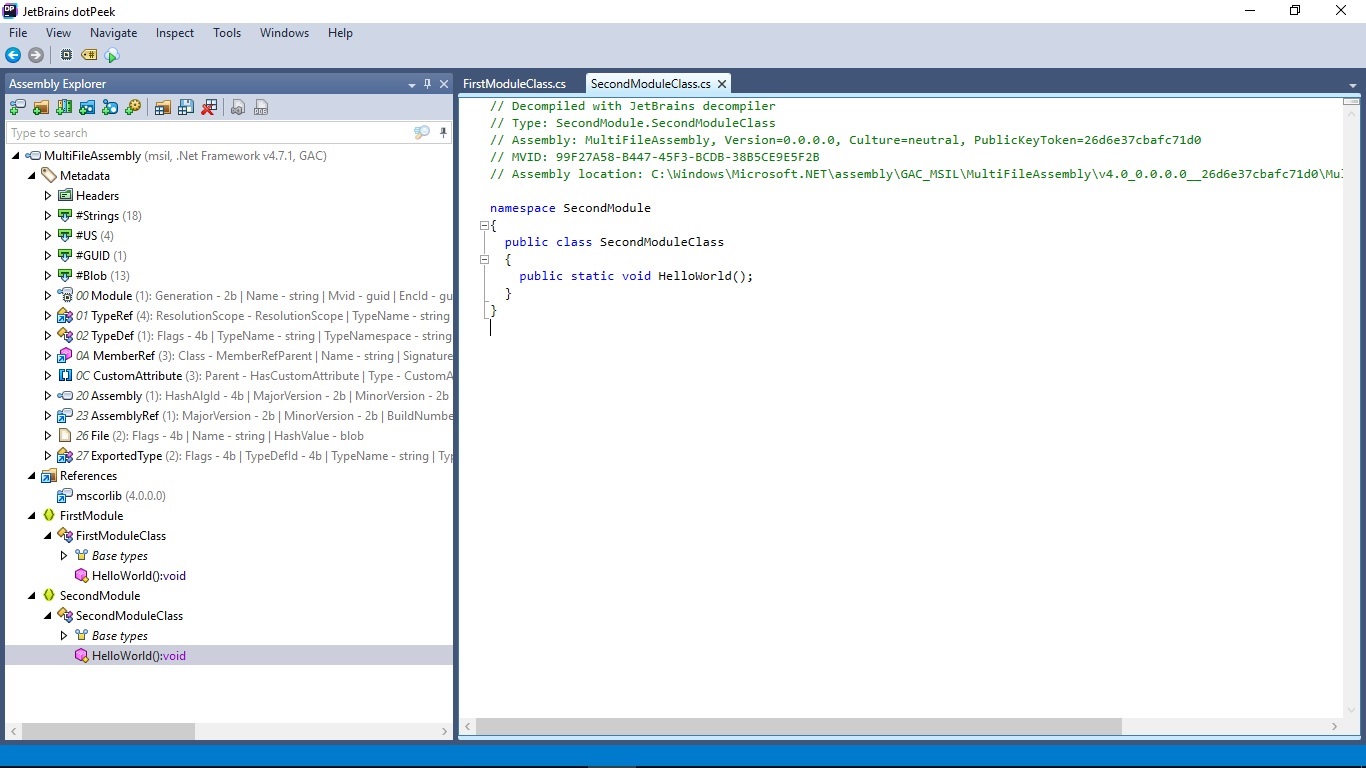 JetBrains dotPeek
File View Navigate Inspect Tools Windows Help
Assembly Explorer
Type to search
MultiFileAssembly (msil, .Net Framework v4.7.1, GAC)
Metadata
Headers
#Strings (18)
#US (4)
#GUID (1)
#Blob (13)
00 Module (1): Generation - 2b | Name - string | Mvid - guid | EncId - gu
01 TypeRef (4): ResolutionScope - ResolutionScope | TypeName - string
02 TypeDef (1): Flags - 4b | TypeName - string | TypeNamespace - string
0A MemberRef (3): Class - MemberRefParent | Name - string | Signature
0C CustomAttribute (3): Parent - HasCustomAttribute | Type - CustomA
20 Assembly (1): HashAlgId - 4b | MajorVersion - 2b | MinorVersion - 2b
23 AssemblyRef (1): MajorVersion - 2b | MinorVersion - 2b | BuildNumbe
26 File (2): Flags - 4b | Name - string | HashValue - blob
27 ExportedType (2): Flags - 4b | TypeDefId - 4b | TypeName - string | Typ
References
mscorlib (4.0.0.0)
FirstModule
FirstModuleClass
Base types
HelloWorld():void
SecondModule
SecondModuleClass
Base types
HelloWorld():void
FirstModuleClass.cs SecondModuleClass.cs
// Decompiled with JetBrains decompiler
// Type: SecondModule.SecondModuleClass
// Assembly: MultiFileAssembly, Version=0.0.0.0, Culture=neutral, PublicKeyToken=26d6e37cbafc71d0
// MVID: 99F27A58-B447-45F3-BCDB-38B5CE9E5F2B
// Assembly location: C:\Windows\Microsoft.NET\assembly\GAC_MSIL\MultiFileAssembly\v4.0_0.0.0.0__26d6e37cbafc71d0\Mul
namespace SecondModule
{
public class SecondModuleClass
{
public static void HelloWorld();
}
}